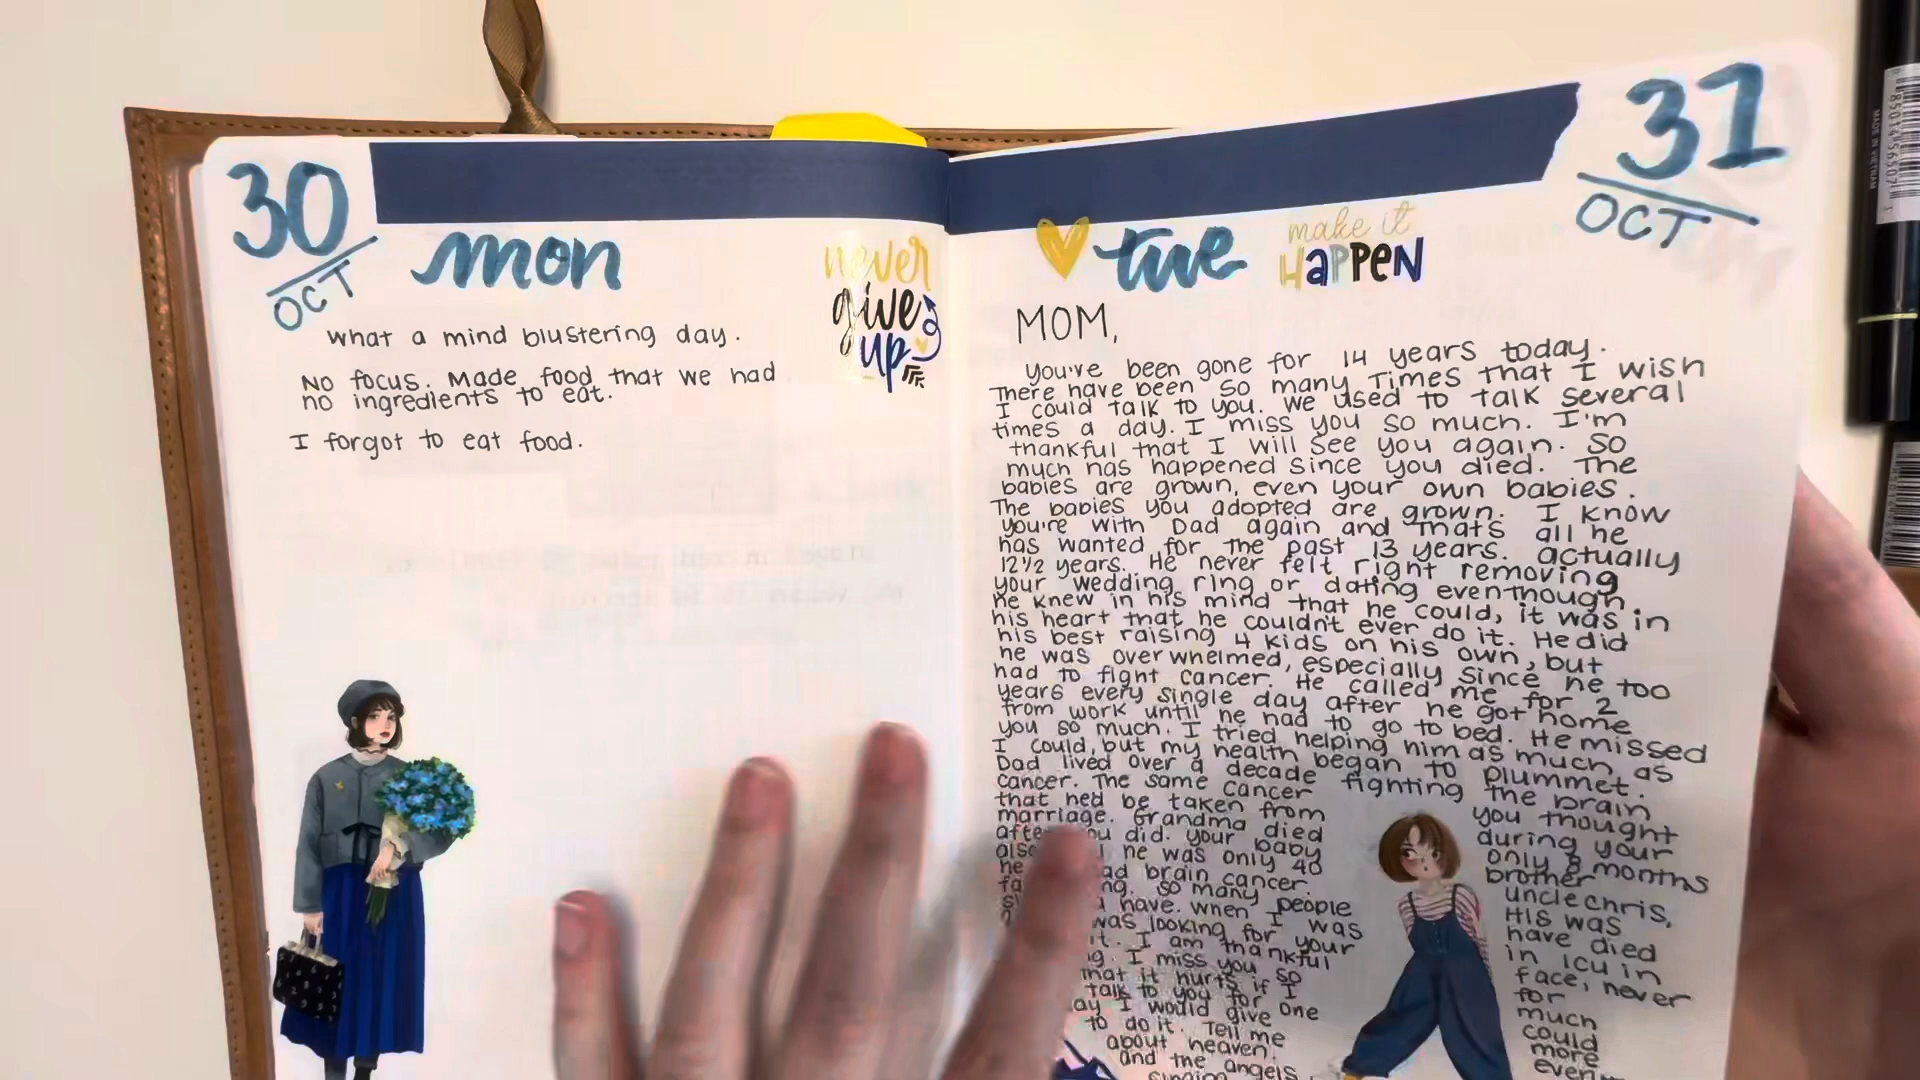 30
OCT
mon
never
give
up
What a mind blustering day.
No focus. Made food that we had
no ingredients to eat.
I forgot to eat food.
31
OCT
tue
make it
HAPPEN
MOM,
You've been gone for 14 years today.
There have been so many times that I wish
I could talk to you. We used to talk several
times a day. I miss you so much. I'm
thankful that I will see you again. So
much has happened since you died. The
babies are grown, even your own babies.
The babies you adopted are grown. I know
you're with Dad again and that's all he
has wanted for the past 13 years. actually
12½ years. He never felt right removing
your wedding ring or dating eventhough
he knew in his mind that he could, it was in
his heart that he couldn't ever do it. He did
his best raising 4 kids on his own, but
he was overwhelmed, especially since he too
had to fight cancer. He called me for 2
years every single day after he got home
from work until he had to go to bed. He missed
you so much. I tried helping him as much as
I could, but my health began to plummet.
Dad lived over a decade fighting the brain
cancer. The same cancer you thought
that he'd be taken from during your
marriage. Grandma died only 8 months
you did. your baby brother
he was only 40 uncle chris,
brain cancer. His was
so many people have died
have. when I was in ICU in
was looking for your face, never
it. I am thankful for
I miss you so much
that it hurts if I could
talk to you for one more
I would give even
to do it. Tell me
about heaven.
and the angels
singing
MADE IN VIETNAM